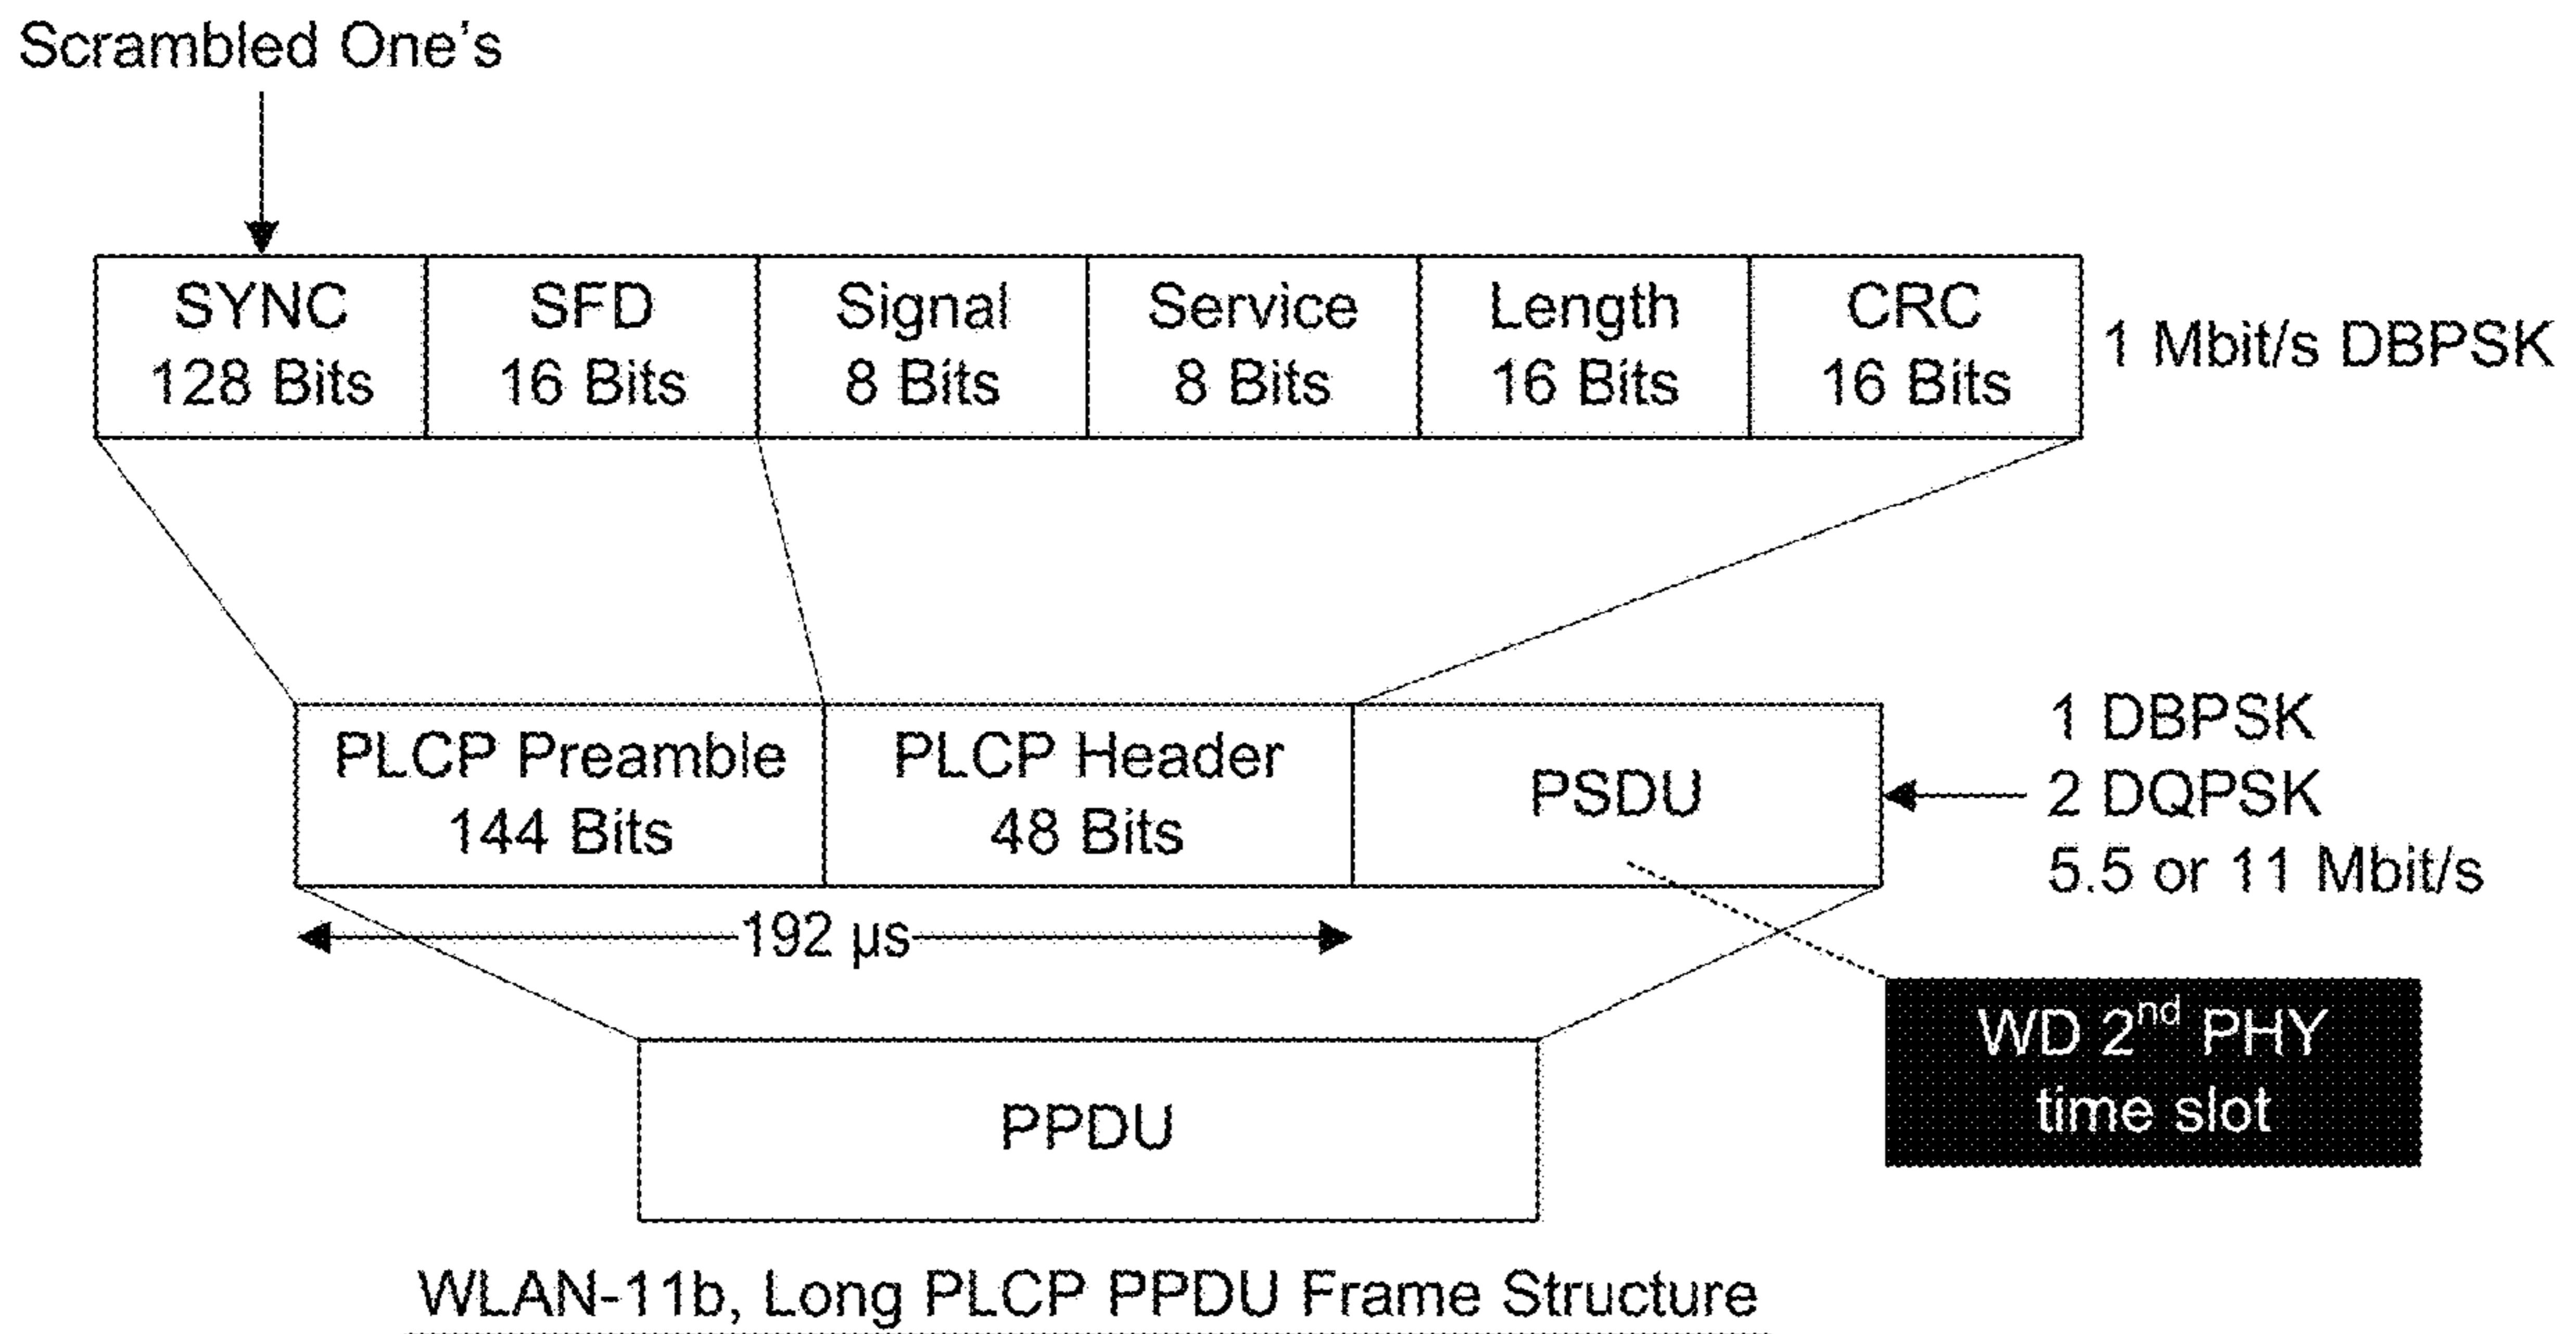 Scrambled One's
SYNC
128 Bits
SFD
16 Bits
Signal
8 Bits
Service
8 Bits
Length
16 Bits
CRC
16 Bits
1 Mbit/s DBPSK
PLCP Preamble
144 Bits
PLCP Header
48 Bits
PSDU
1 DBPSK
2 DQPSK
5.5 or 11 Mbit/s
192 µs
WD 2nd PHY
time slot
PPDU
WLAN-11b, Long PLCP PPDU Frame Structure